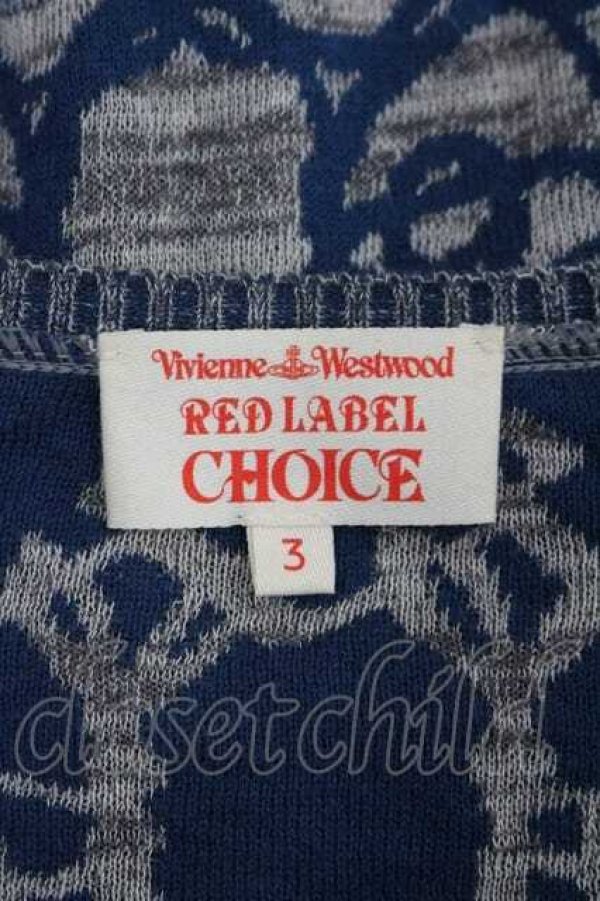 Vivienne Westwood
RED LABEL
CHOICE
3
closet child